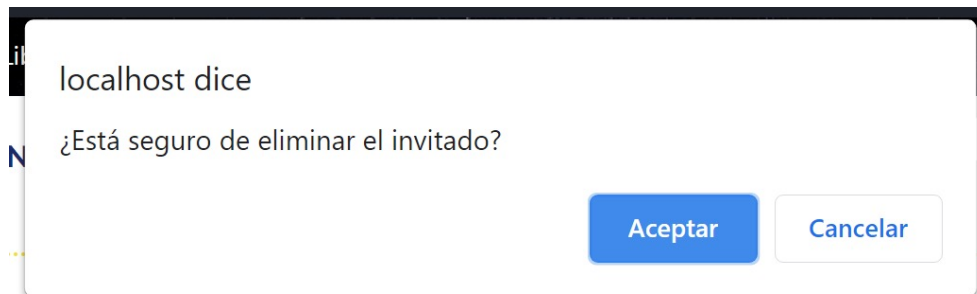 localhost dice
¿Está seguro de eliminar el invitado?
Aceptar Cancelar